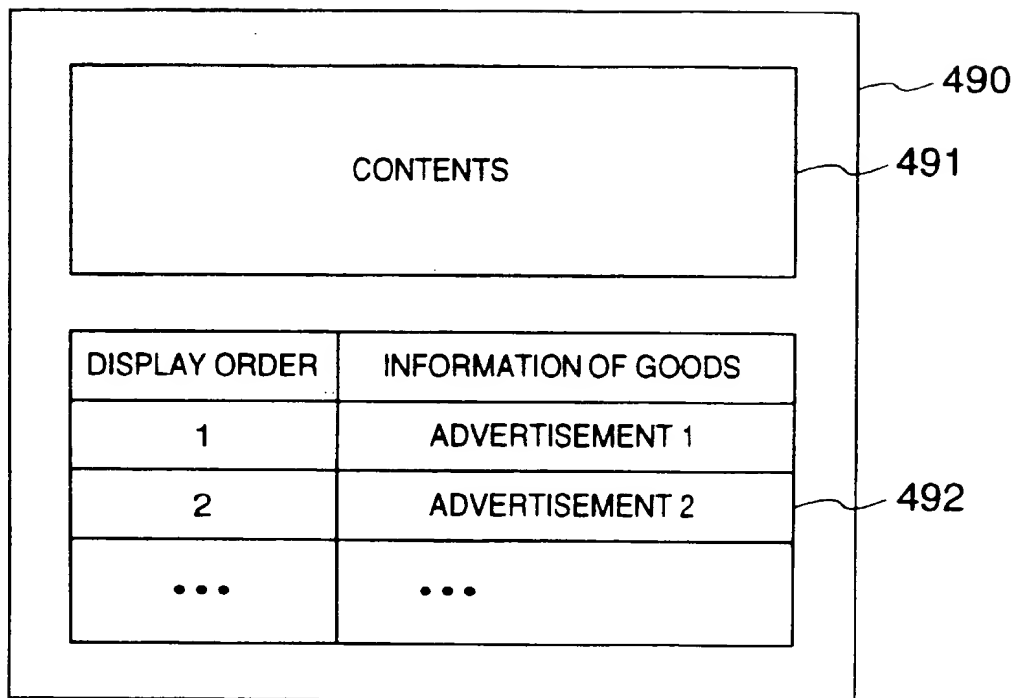 490
CONTENTS
491
DISPLAY ORDER INFORMATION OF GOODS
1 ADVERTISEMENT 1
2 ADVERTISEMENT 2
492
••• •••